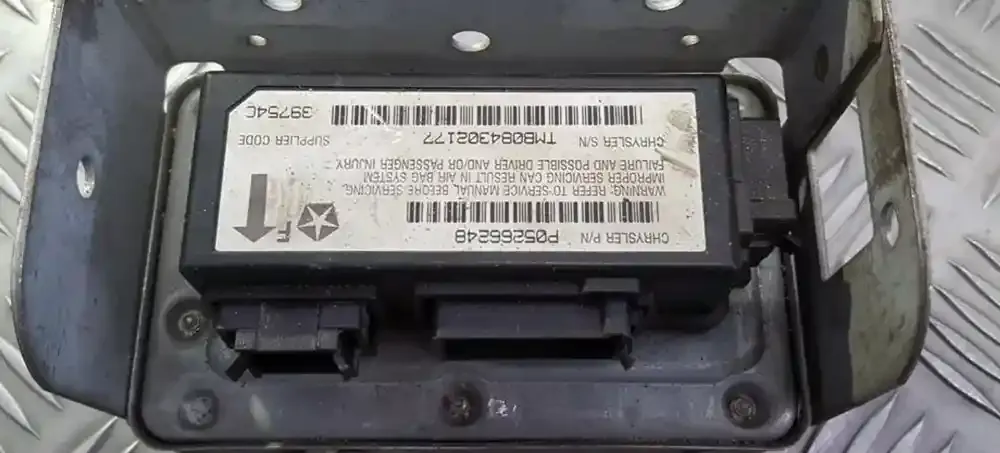 CHRYSLER P/N P05266248
WARNING: REFER TO SERVICE MANUAL BEFORE SERVICING,
IMPROPER SERVICING CAN RESULT IN AIR BAG SYSTEM
FAILURE AND POSSIBLE DRIVER AND/OR PASSENGER INJURY
CHRYSLER S/N TMB084302177
SUPPLIER CODE 39754C